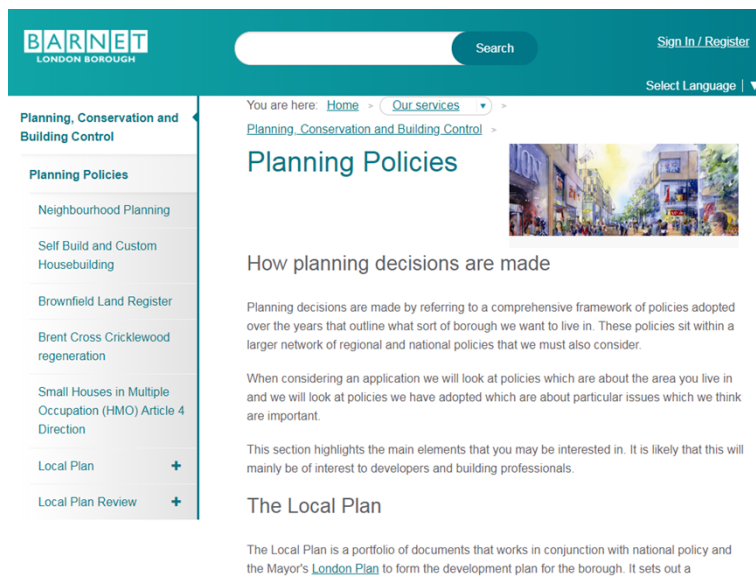 BARNET
LONDON BOROUGH
Search
Sign In / Register
Select Language | ▼
Planning, Conservation and
Building Control
Planning Policies
Neighbourhood Planning
Self Build and Custom
Housebuilding
Brownfield Land Register
Brent Cross Cricklewood
regeneration
Small Houses in Multiple
Occupation (HMO) Article 4
Direction
Local Plan +
Local Plan Review +
You are here: Home > Our services ▾ >
Planning, Conservation and Building Control >
Planning Policies
How planning decisions are made
Planning decisions are made by referring to a comprehensive framework of policies adopted
over the years that outline what sort of borough we want to live in. These policies sit within a
larger network of regional and national policies that we must also consider.
When considering an application we will look at policies which are about the area you live in
and we will look at policies we have adopted which are about particular issues which we think
are important.
This section highlights the main elements that you may be interested in. It is likely that this will
mainly be of interest to developers and building professionals.
The Local Plan
The Local Plan is a portfolio of documents that works in conjunction with national policy and
the Mayor's London Plan to form the development plan for the borough. It sets out a